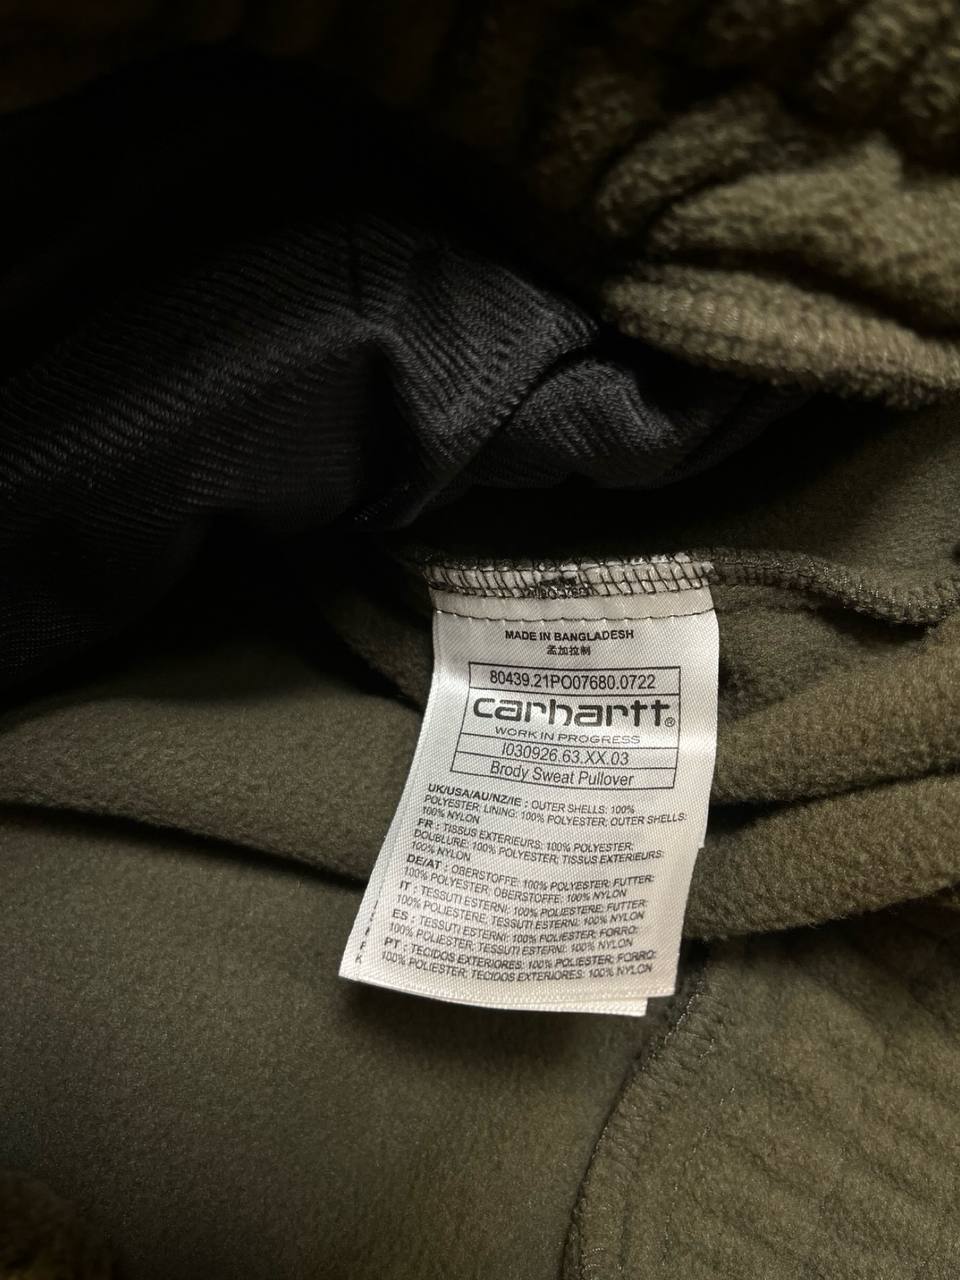 MADE IN BANGLADESH
孟加拉制
80439.21PO07680.0722
carhartt®
WORK IN PROGRESS
I030926.63.XX.03
Brody Sweat Pullover
UK/USA/AU/NZ/IE : OUTER SHELLS: 100%
POLYESTER; LINING: 100% POLYESTER; OUTER SHELLS:
100% NYLON
FR : TISSUS EXTERIEURS: 100% POLYESTER;
DOUBLURE: 100% POLYESTER; TISSUS EXTERIEURS:
100% NYLON
DE/AT : OBERSTOFFE: 100% POLYESTER; FUTTER:
100% POLYESTER; OBERSTOFFE: 100% NYLON
IT : TESSUTI ESTERNI: 100% POLIESTERE; FUTTER:
100% POLIESTERE; TESSUTI ESTERNI: 100% NYLON
ES : TESSUTI ESTERNI: 100% POLIESTER; FORRO:
100% POLIESTER; TESSUTI ESTERNI: 100% NYLON
PT : TECIDOS EXTERIORES: 100% POLIESTER; FORRO:
100% POLIESTER; TECIDOS EXTERIORES: 100% NYLON